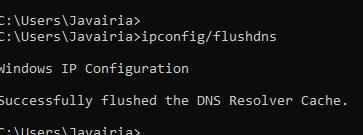 C:\Users\Javairia>
C:\Users\Javairia>ipconfig/flushdns
Windows IP Configuration
Successfully flushed the DNS Resolver Cache.
C:\Users\Javairia>